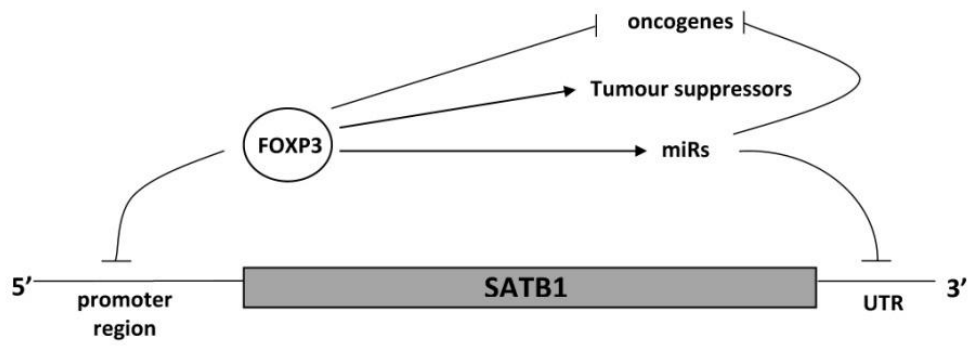 oncogenes
Tumour suppressors
FOXP3
miRs
5’
SATB1
3’
promoter
region
UTR